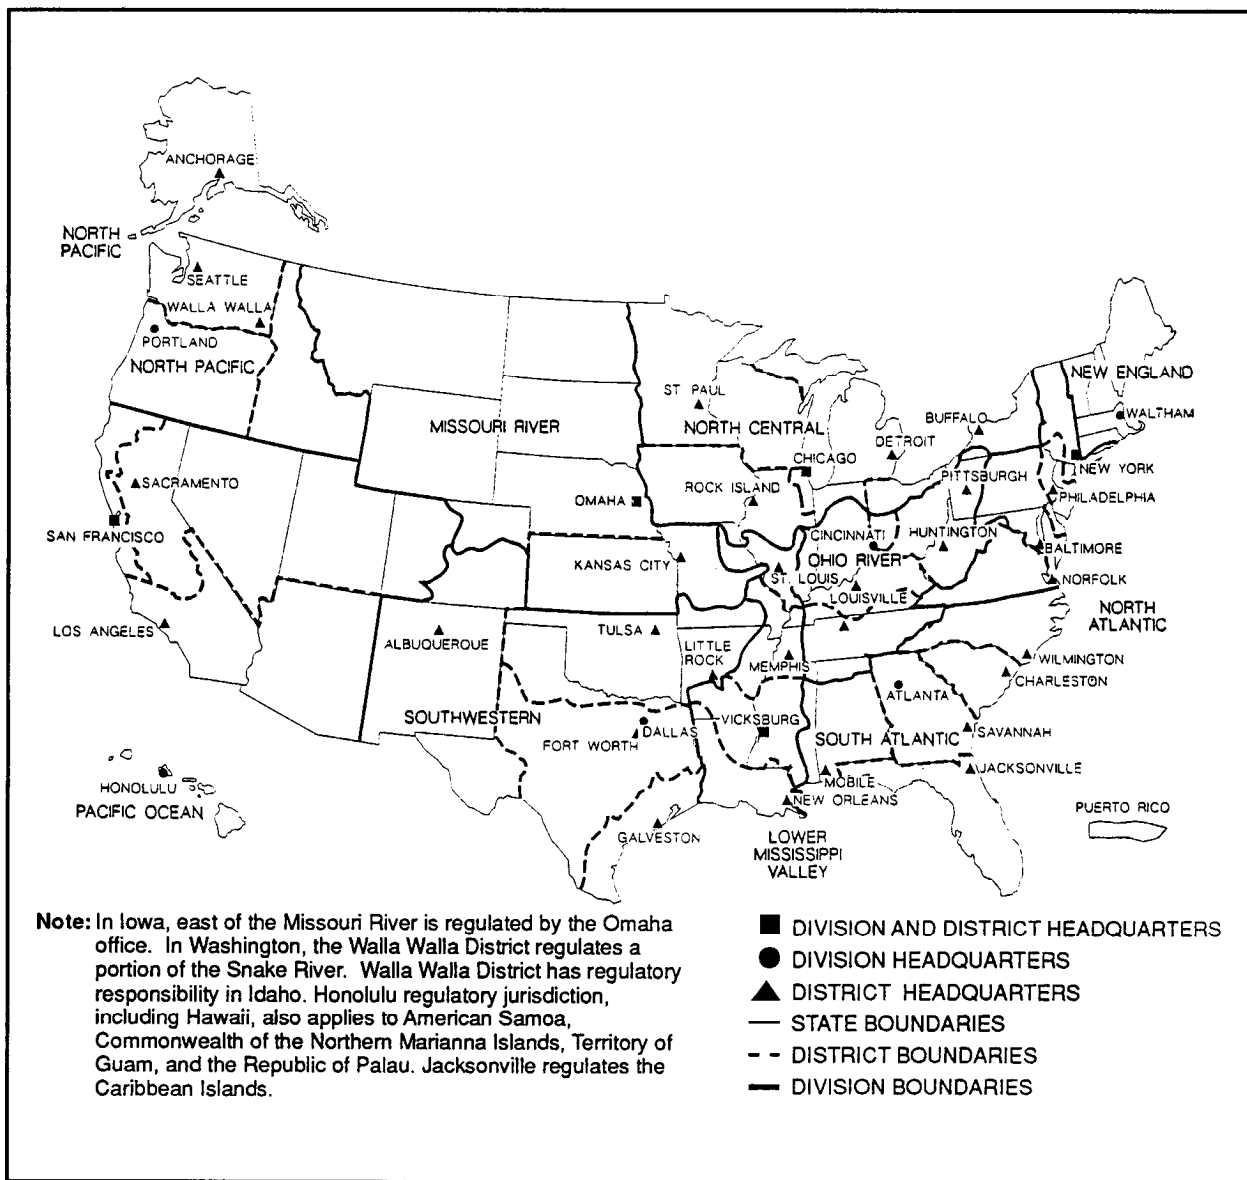 ANCHORAGE
NORTH
PACIFIC
SEATTLE
WALLA WALLA
PORTLAND
NORTH PACIFIC
NEW ENGLAND
ST PAUL
MISSOURI RIVER
NORTH CENTRAL
BUFFALO
WALTHAM
DETROIT
CHICAGO
NEW YORK
SACRAMENTO
OMAHA
ROCK ISLAND
PITTSBURGH
PHILADELPHIA
SAN FRANCISCO
CINCINNATI
HUNTINGTON
BALTIMORE
KANSAS CITY
OHIO RIVER
ST. LOUIS
NORFOLK
LOUISVILLE
NORTH
ATLANTIC
LOS ANGELES
ALBUQUERQUE
TULSA
LITTLE
ROCK
MEMPHIS
WILMINGTON
CHARLESTON
ATLANTA
SOUTHWESTERN
VICKSBURG
DALLAS
FORT WORTH
SOUTH ATLANTIC
SAVANNAH
JACKSONVILLE
MOBILE
NEW ORLEANS
HONOLULU
PACIFIC OCEAN
GALVESTON
LOWER
MISSISSIPPI
VALLEY
PUERTO RICO
Note: In Iowa, east of the Missouri River is regulated by the Omaha
office. In Washington, the Walla Walla District regulates a
portion of the Snake River. Walla Walla District has regulatory
responsibility in Idaho. Honolulu regulatory jurisdiction,
including Hawaii, also applies to American Samoa,
Commonwealth of the Northern Marianna Islands, Territory of
Guam, and the Republic of Palau. Jacksonville regulates the
Caribbean Islands.
DIVISION AND DISTRICT HEADQUARTERS
DIVISION HEADQUARTERS
DISTRICT HEADQUARTERS
STATE BOUNDARIES
DISTRICT BOUNDARIES
DIVISION BOUNDARIES